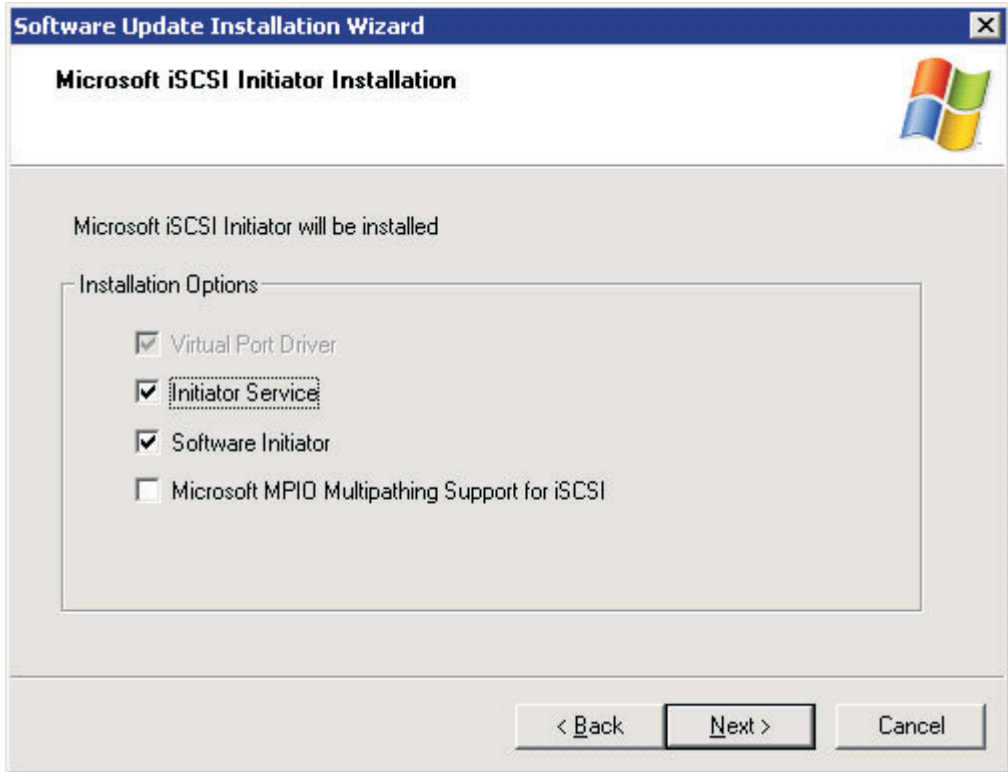 Software Update Installation Wizard
Microsoft iSCSI Initiator Installation
Microsoft iSCSI Initiator will be installed
Installation Options
Virtual Port Driver
Initiator Service
Software Initiator
Microsoft MPIO Multipathing Support for iSCSI
< Back Next > Cancel